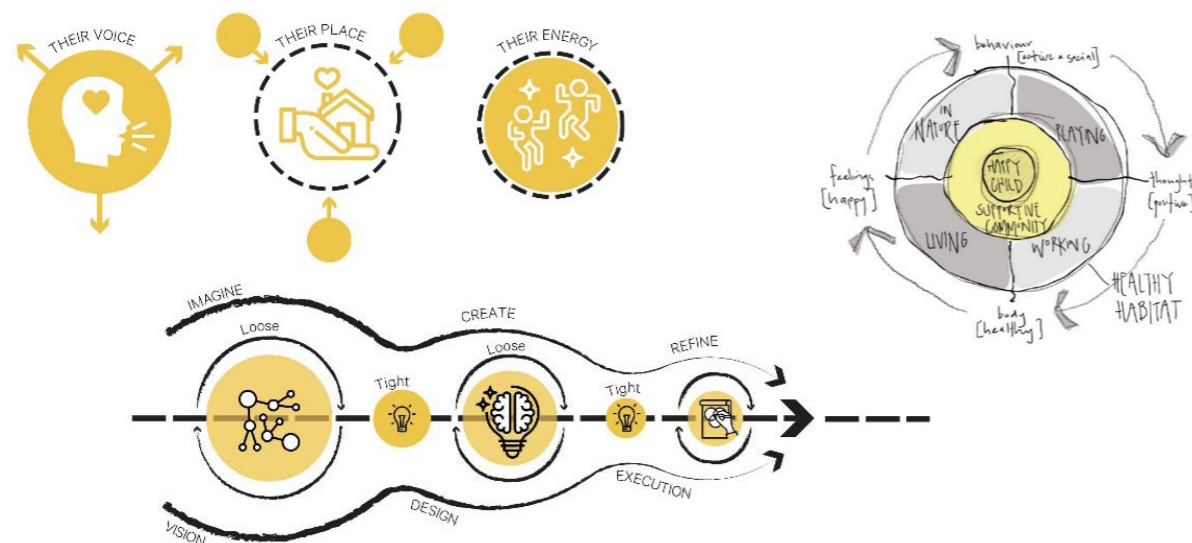 THEIR VOICE
THEIR PLACE
THEIR ENERGY
behaviour
[active & social]
IN
NATURE
PLAYING
feelings
[happy]
HAPPY
CHILD
thought
[positive]
SUPPORTIVE
COMMUNITY
LIVING
WORKING
HEALTHY
HABITAT
body
[healthy]
IMAGINE
CREATE
REFINE
Loose
Tight
Loose
Tight
VISION
DESIGN
EXECUTION